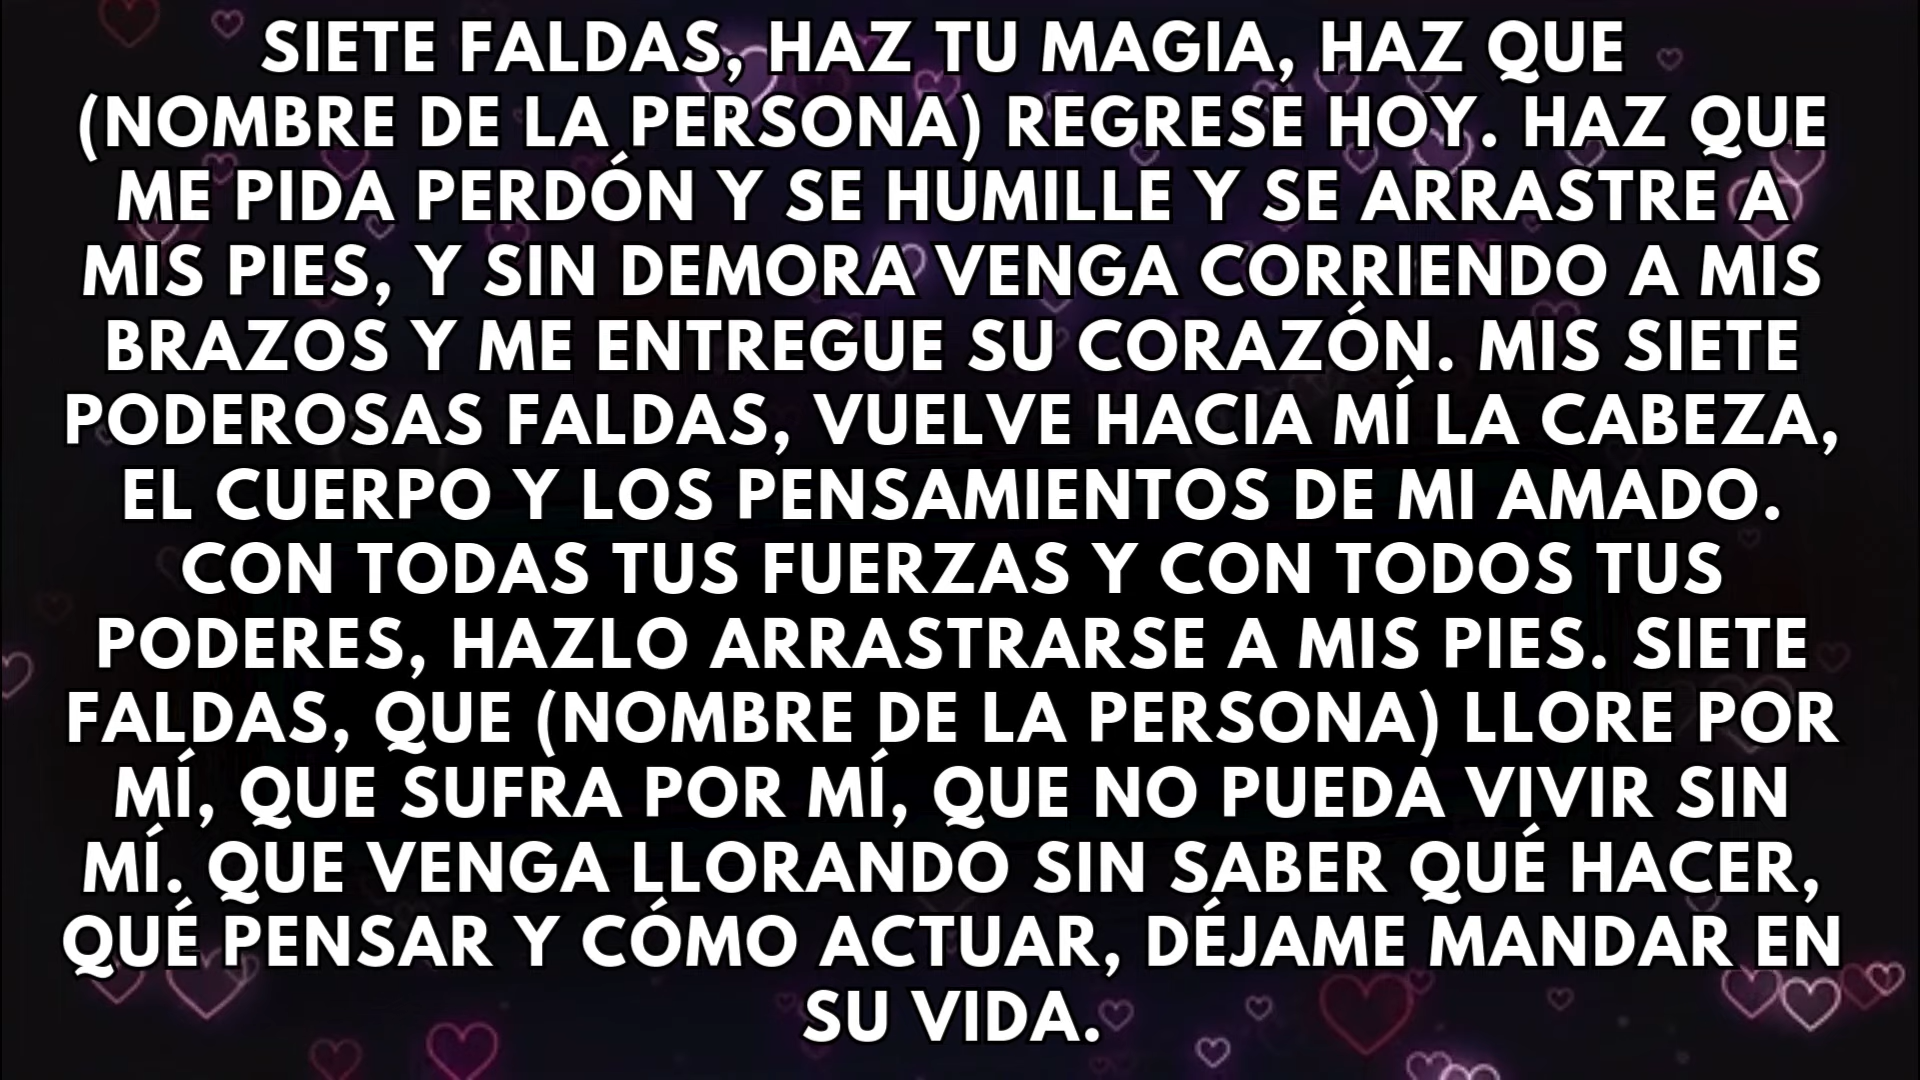 SIETE FALDAS, HAZ TU MAGIA, HAZ QUE
(NOMBRE DE LA PERSONA) REGRESE HOY. HAZ QUE
ME PIDA PERDÓN Y SE HUMILLE Y SE ARRASTRE A
MIS PIES, Y SIN DEMORA VENGA CORRIENDO A MIS
BRAZOS Y ME ENTREGUE SU CORAZÓN. MIS SIETE
PODEROSAS FALDAS, VUELVE HACIA MÍ LA CABEZA,
EL CUERPO Y LOS PENSAMIENTOS DE MI AMADO.
CON TODAS TUS FUERZAS Y CON TODOS TUS
PODERES, HAZLO ARRASTRARSE A MIS PIES. SIETE
FALDAS, QUE (NOMBRE DE LA PERSONA) LLORE POR
MÍ, QUE SUFRA POR MÍ, QUE NO PUEDA VIVIR SIN
MÍ. QUE VENGA LLORANDO SIN SABER QUÉ HACER,
QUÉ PENSAR Y CÓMO ACTUAR, DÉJAME MANDAR EN
SU VIDA.